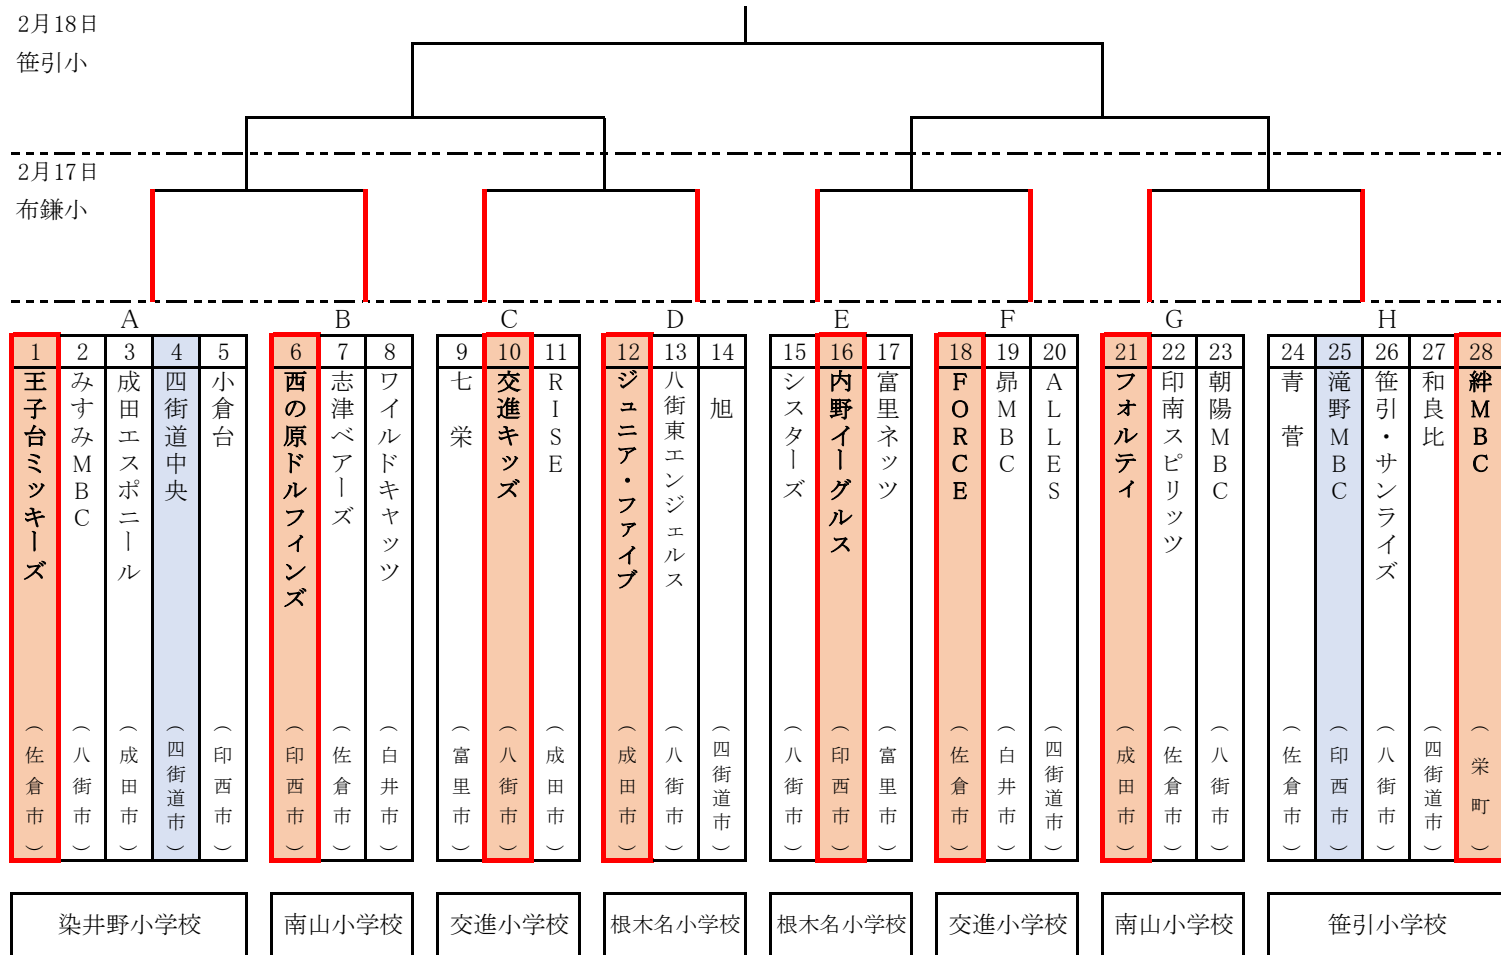 2月18日
笹引小
2月17日
布鎌小
A
B
C
D
E
F
G
H
1
王子台ミッキーズ
（佐倉市）
2
みすみMBC
（八街市）
3
成田エスポニール
（成田市）
4
四街道中央
（四街道市）
5
小倉台
（印西市）
6
西の原ドルフィンズ
（印西市）
7
志津ベアーズ
（佐倉市）
8
ワイルドキャッツ
（白井市）
9
七栄
（富里市）
10
交進キッズ
（八街市）
11
RISE
（成田市）
12
ジュニア・ファイブ
（成田市）
13
八街東エンジェルス
（八街市）
14
旭
（四街道市）
15
シスターズ
（八街市）
16
内野イーグルス
（印西市）
17
富里ネッツ
（富里市）
18
FORCE
（佐倉市）
19
昴MBC
（白井市）
20
ALLES
（四街道市）
21
フォルティ
（成田市）
22
印南スピリッツ
（佐倉市）
23
朝陽MBC
（八街市）
24
青菅
（佐倉市）
25
滝野MBC
（印西市）
26
笹引・サンライズ
（八街市）
27
和良比
（四街道市）
28
絆MBC
（栄町）
染井野小学校
南山小学校
交進小学校
根木名小学校
根木名小学校
交進小学校
南山小学校
笹引小学校